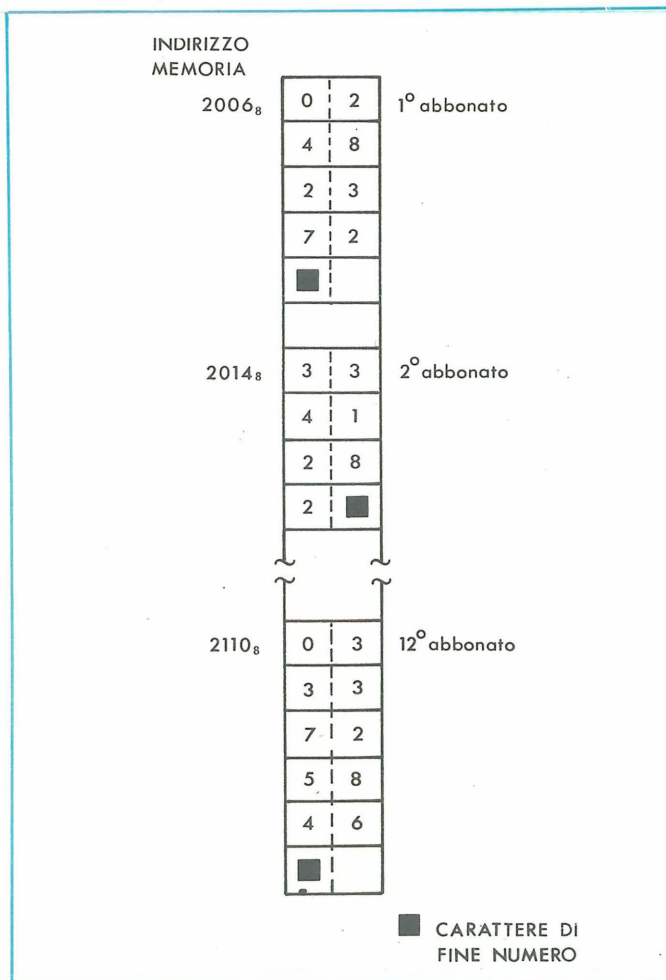 INDIRIZZO
MEMORIA
2006₈ 0 2 1° abbonato
4 8
2 3
7 2
2014₈ 3 3 2° abbonato
4 1
2 8
2
2110₈ 0 3 12° abbonato
3 3
7 2
5 8
4 6
CARATTERE DI
FINE NUMERO